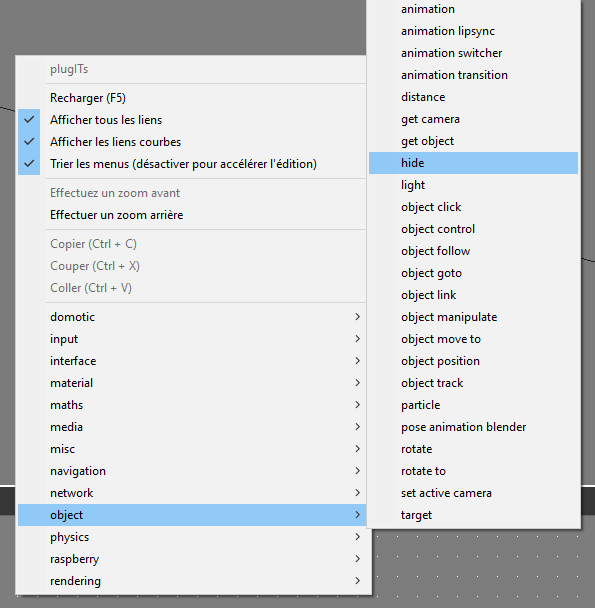 plugITs
Recharger (F5)
Afficher tous les liens
Afficher les liens courbes
Trier les menus (désactiver pour accélérer l'édition)
Effectuez un zoom avant
Effectuer un zoom arrière
Copier (Ctrl + C)
Couper (Ctrl + X)
Coller (Ctrl + V)
domotic
input
interface
material
maths
media
misc
navigation
network
object
physics
raspberry
rendering
animation
animation lipsync
animation switcher
animation transition
distance
get camera
get object
hide
light
object click
object control
object follow
object goto
object link
object manipulate
object move to
object position
object track
particle
pose animation blender
rotate
rotate to
set active camera
target